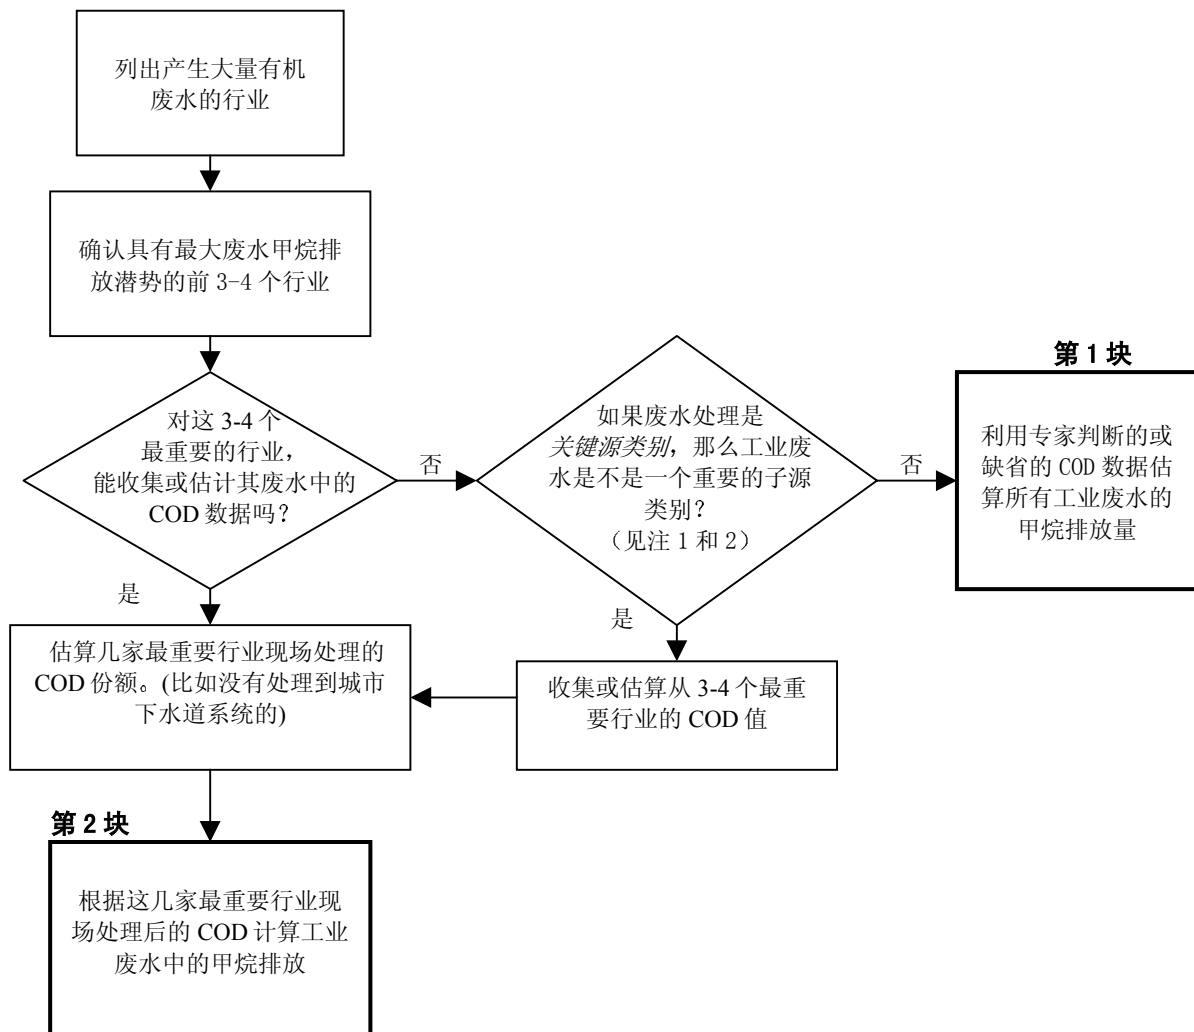 列出产生大量有机
废水的行业
确认具有最大废水甲烷排
放潜势的前 3-4 个行业
对这 3-4 个
最重要的行业，
能收集或估计其废水中的
COD 数据吗？
否
如果废水处理是
关键源类别，那么工业废
水是不是一个重要的子源
类别？
（见注 1 和 2）
否
第 1 块
利用专家判断的或
缺省的 COD 数据估
算所有工业废水的
甲烷排放量
是
是
估算几家最重要行业现场处理的
COD 份额。(比如没有处理到城市
下水道系统的)
收集或估算从 3-4 个最重
要行业的 COD 值
第 2 块
根据这几家最重要行业现
场处理后的 COD 计算工业
废水中的甲烷排放